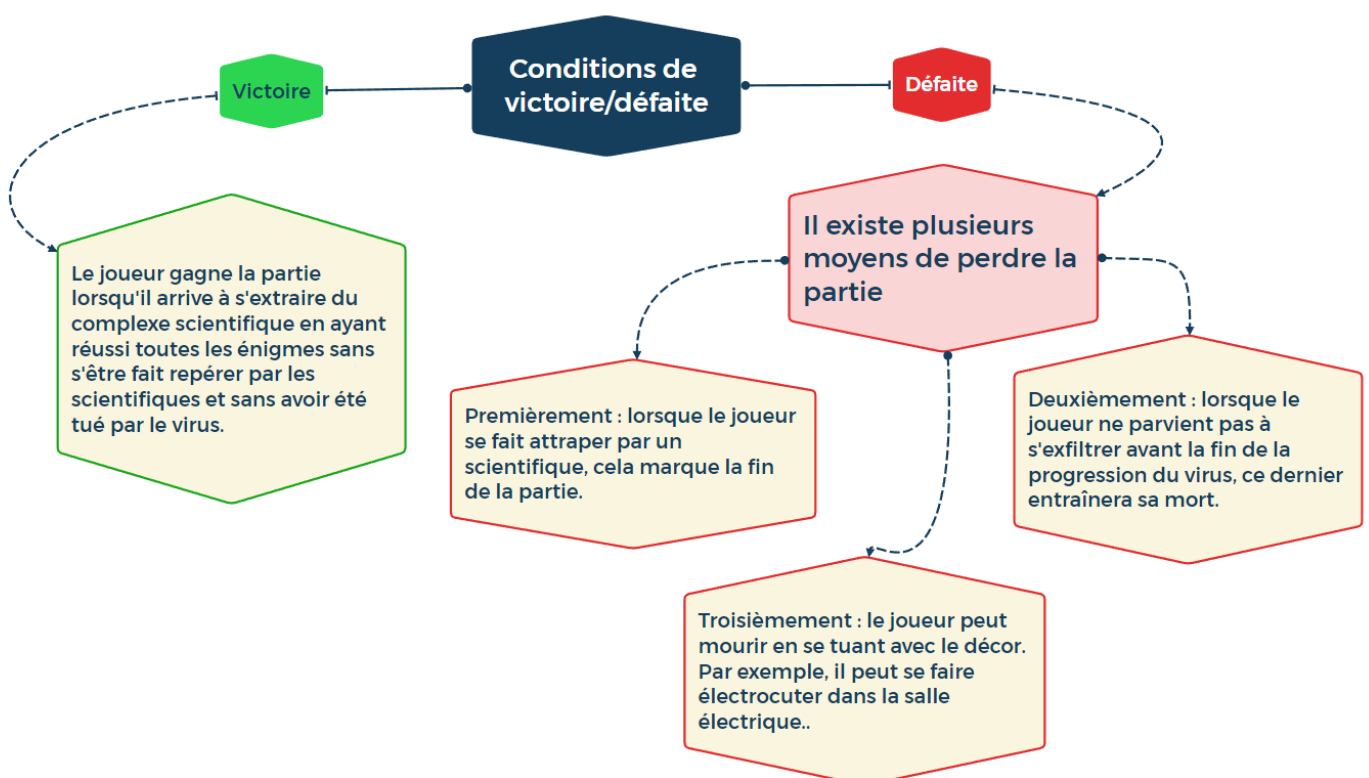 Conditions de
victoire/défaite
Victoire
Défaite
Le joueur gagne la partie
lorsqu'il arrive à s'extraire du
complexe scientifique en ayant
réussi toutes les énigmes sans
s'être fait repérer par les
scientifiques et sans avoir été
tué par le virus.
Il existe plusieurs
moyens de perdre la
partie
Premièrement : lorsque le joueur
se fait attraper par un
scientifique, cela marque la fin
de la partie.
Deuxièmement : lorsque le
joueur ne parvient pas à
s'exfiltrer avant la fin de la
progression du virus, ce dernier
entraînera sa mort.
Troisièmement : le joueur peut
mourir en se tuant avec le décor.
Par exemple, il peut se faire
électrocuter dans la salle
électrique..